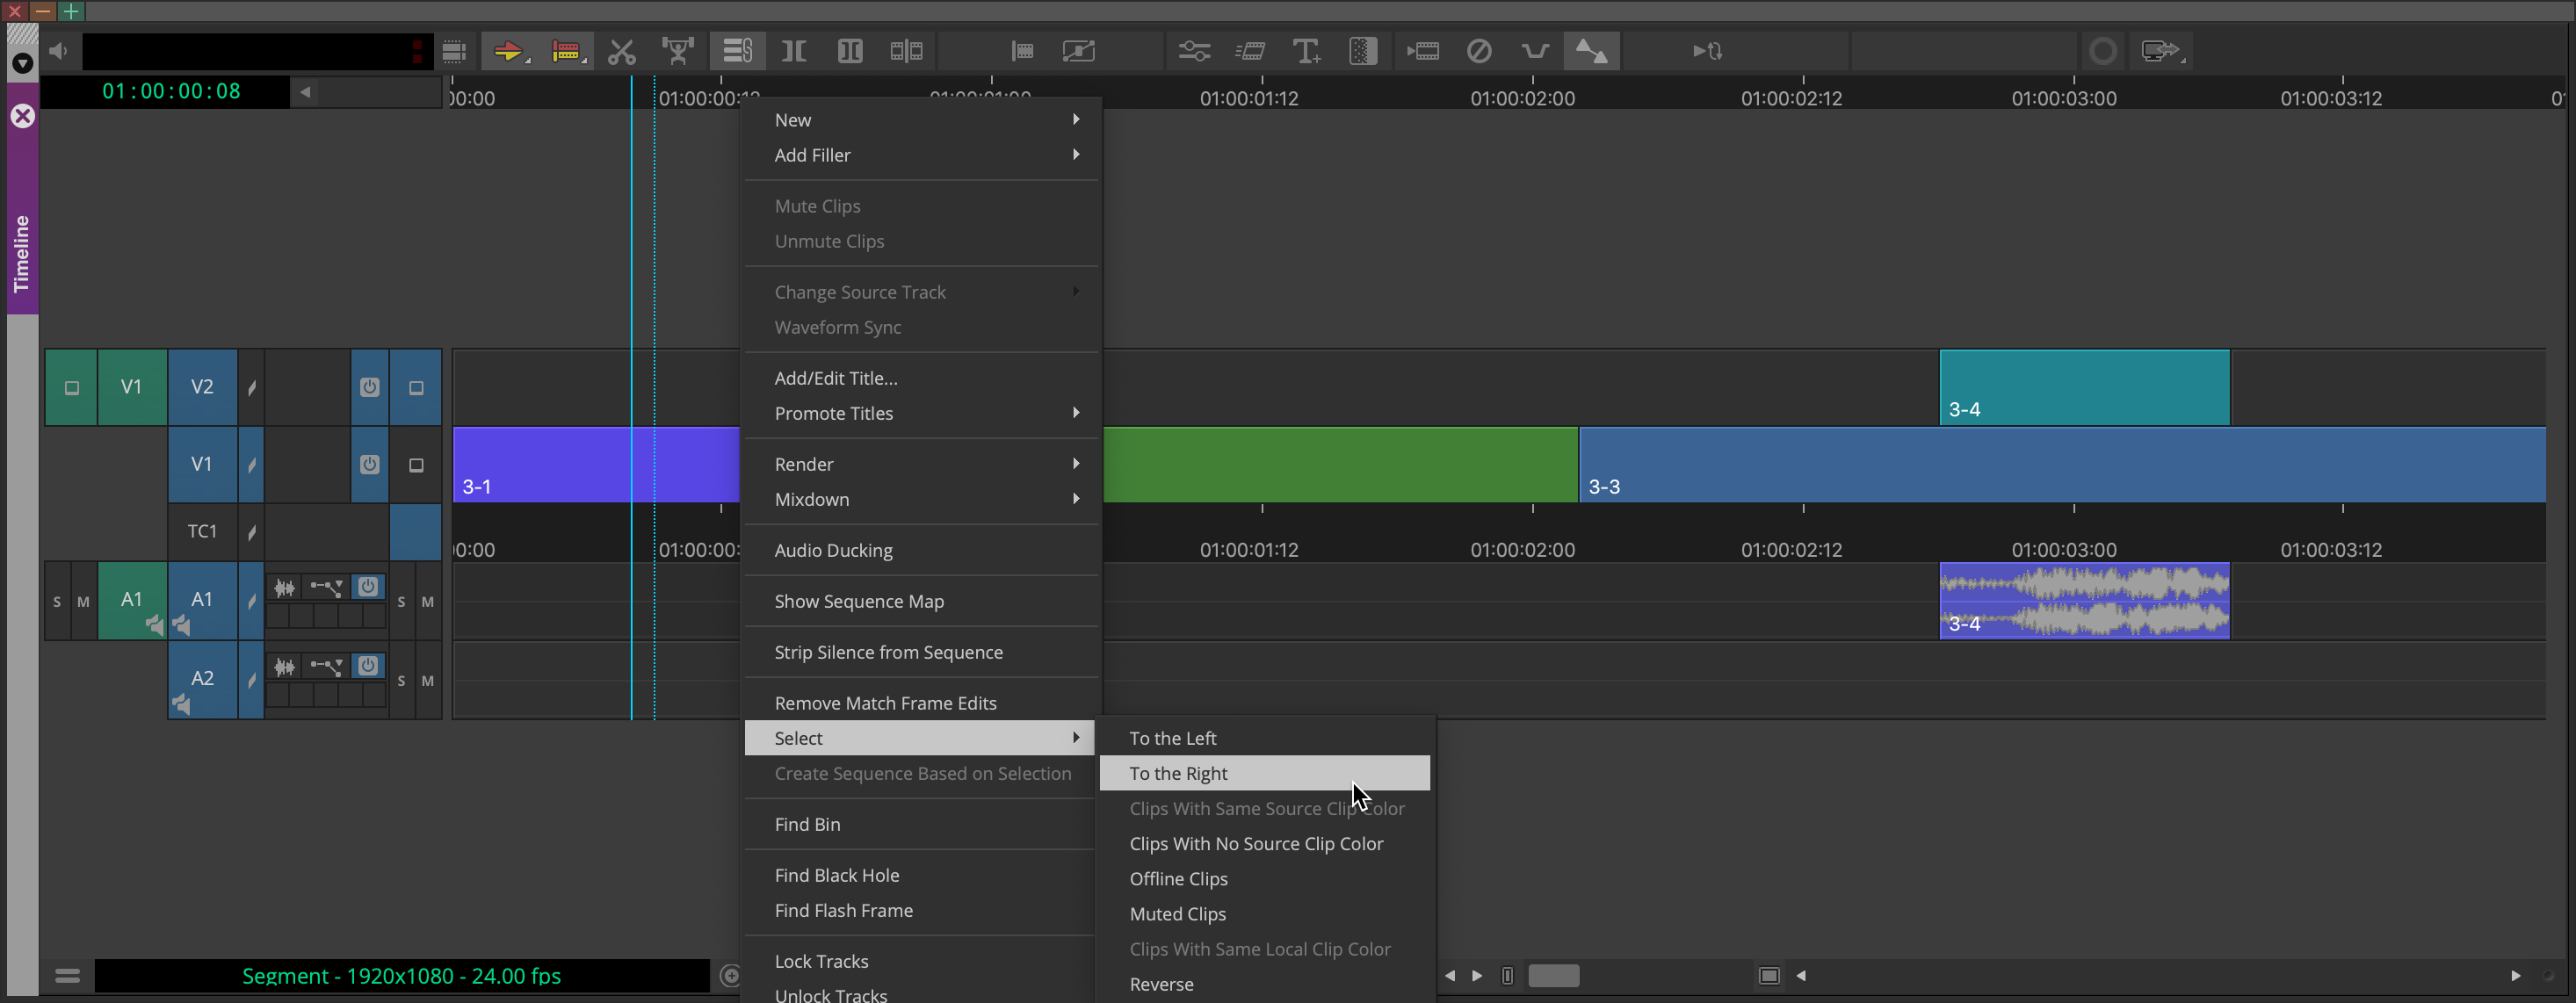 01:00:00:08
00:00
01:00:00:12
01:00:01:00
01:00:01:12
01:00:02:00
01:00:02:12
01:00:03:00
01:00:03:12
Timeline
New
Add Filler
Mute Clips
Unmute Clips
Change Source Track
Waveform Sync
Add/Edit Title...
Promote Titles
Render
Mixdown
Audio Ducking
Show Sequence Map
Strip Silence from Sequence
Remove Match Frame Edits
Select
Create Sequence Based on Selection
Find Bin
Find Black Hole
Find Flash Frame
Lock Tracks
Unlock Tracks
To the Left
To the Right
Clips With Same Source Clip Color
Clips With No Source Clip Color
Offline Clips
Muted Clips
Clips With Same Local Clip Color
Reverse
V1 V2
3-4
V1
3-1
3-3
TC1
00:00
01:00:00:
01:00:01:12
01:00:02:00
01:00:02:12
01:00:03:00
01:00:03:12
S M A1 A1 S M
3-4
A2 S M
Segment - 1920x1080 - 24.00 fps